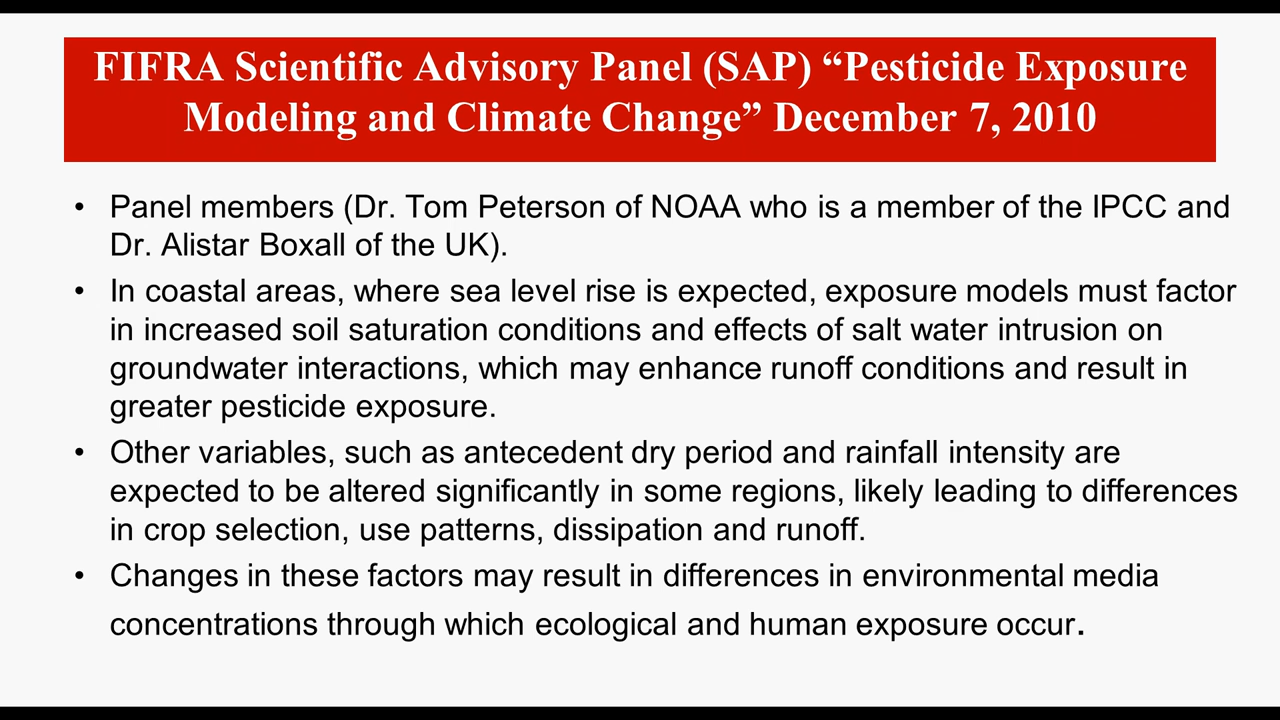 FIFRA Scientific Advisory Panel (SAP) “Pesticide Exposure
Modeling and Climate Change” December 7, 2010
• Panel members (Dr. Tom Peterson of NOAA who is a member of the IPCC and
Dr. Alistar Boxall of the UK).
• In coastal areas, where sea level rise is expected, exposure models must factor
in increased soil saturation conditions and effects of salt water intrusion on
groundwater interactions, which may enhance runoff conditions and result in
greater pesticide exposure.
• Other variables, such as antecedent dry period and rainfall intensity are
expected to be altered significantly in some regions, likely leading to differences
in crop selection, use patterns, dissipation and runoff.
• Changes in these factors may result in differences in environmental media
concentrations through which ecological and human exposure occur.